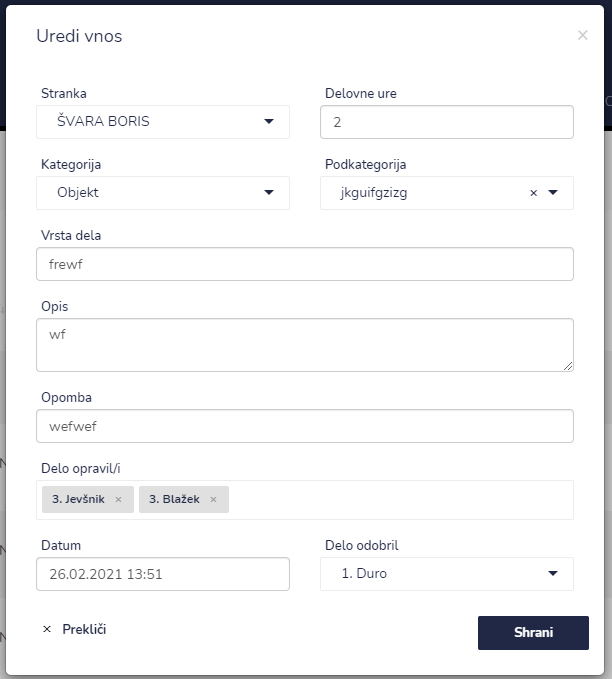 Uredi vnos ×
Stranka
Delovne ure
ŠVARA BORIS
2
Kategorija
Podkategorija
Objekt
jkguifgzizg ×
Vrsta dela
frewf
Opis
wf
Opomba
wefwef
Delo opravil/i
3. Jevšnik × 3. Blažek ×
Datum
Delo odobril
26.02.2021 13:51
1. Duro
× Prekliči
Shrani